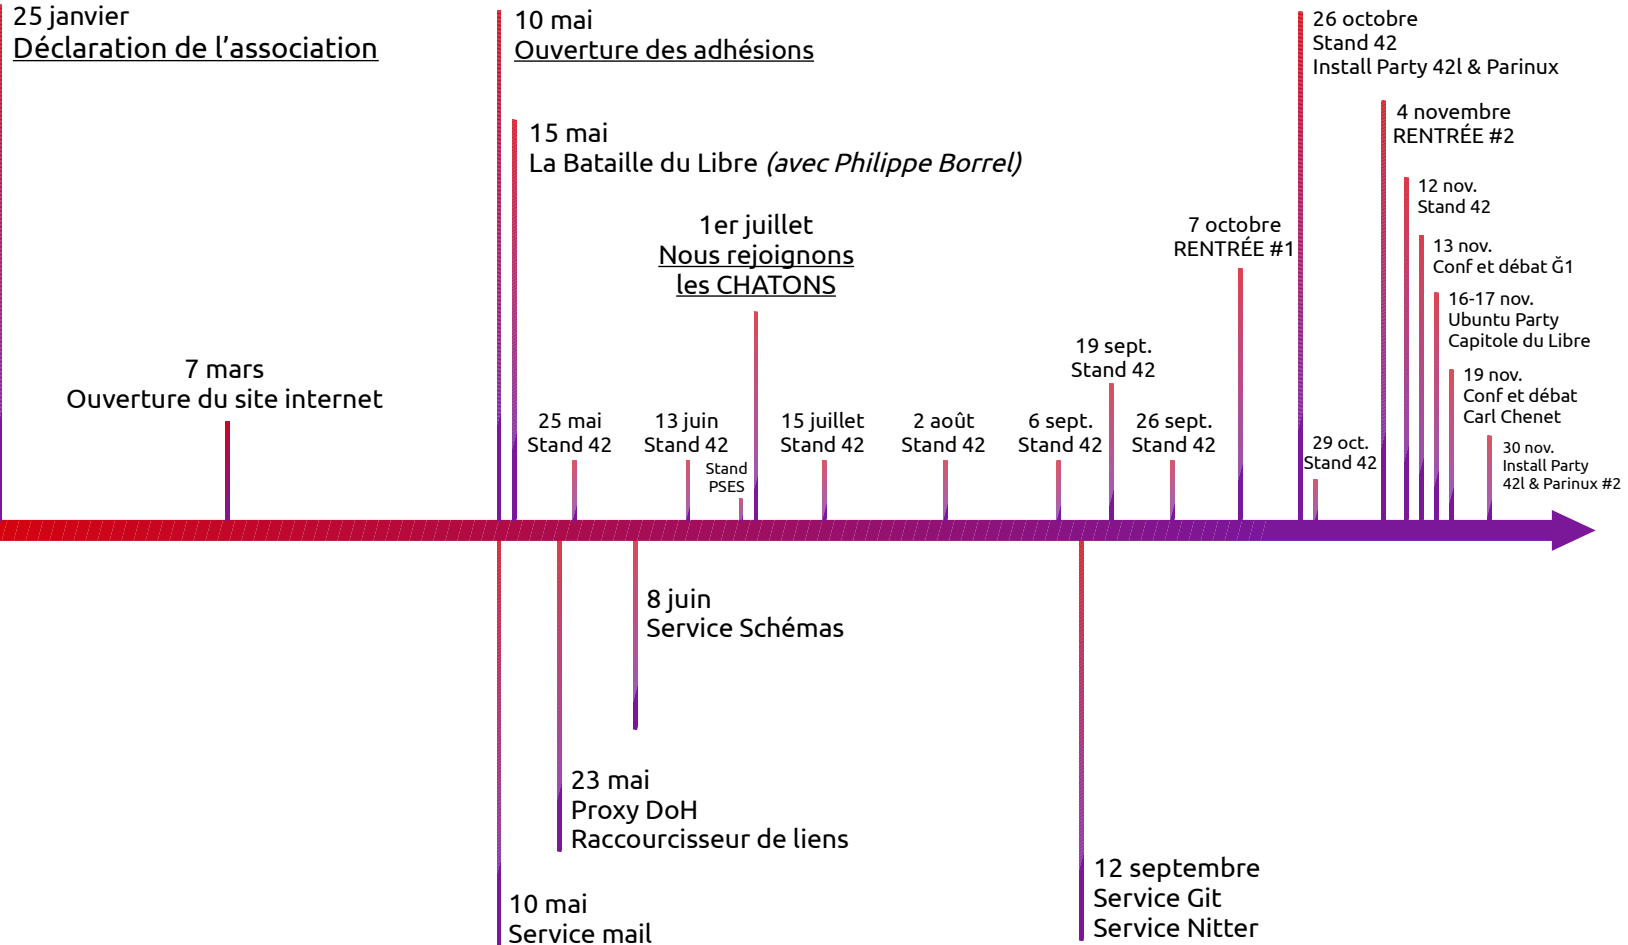 25 janvier
Déclaration de l’association
7 mars
Ouverture du site internet
10 mai
Ouverture des adhésions
15 mai
La Bataille du Libre (avec Philippe Borrel)
25 mai
Stand 42
13 juin
Stand 42
Stand
PSES
1er juillet
Nous rejoignons
les CHATONS
15 juillet
Stand 42
2 août
Stand 42
6 sept.
Stand 42
19 sept.
Stand 42
26 sept.
Stand 42
7 octobre
RENTRÉE #1
26 octobre
Stand 42
Install Party 42l & Parinux
29 oct.
Stand 42
4 novembre
RENTRÉE #2
12 nov.
Stand 42
13 nov.
Conf et débat Ğ1
16-17 nov.
Ubuntu Party
Capitole du Libre
19 nov.
Conf et débat
Carl Chenet
30 nov.
Install Party
42l & Parinux #2
10 mai
Service mail
23 mai
Proxy DoH
Raccourcisseur de liens
8 juin
Service Schémas
12 septembre
Service Git
Service Nitter